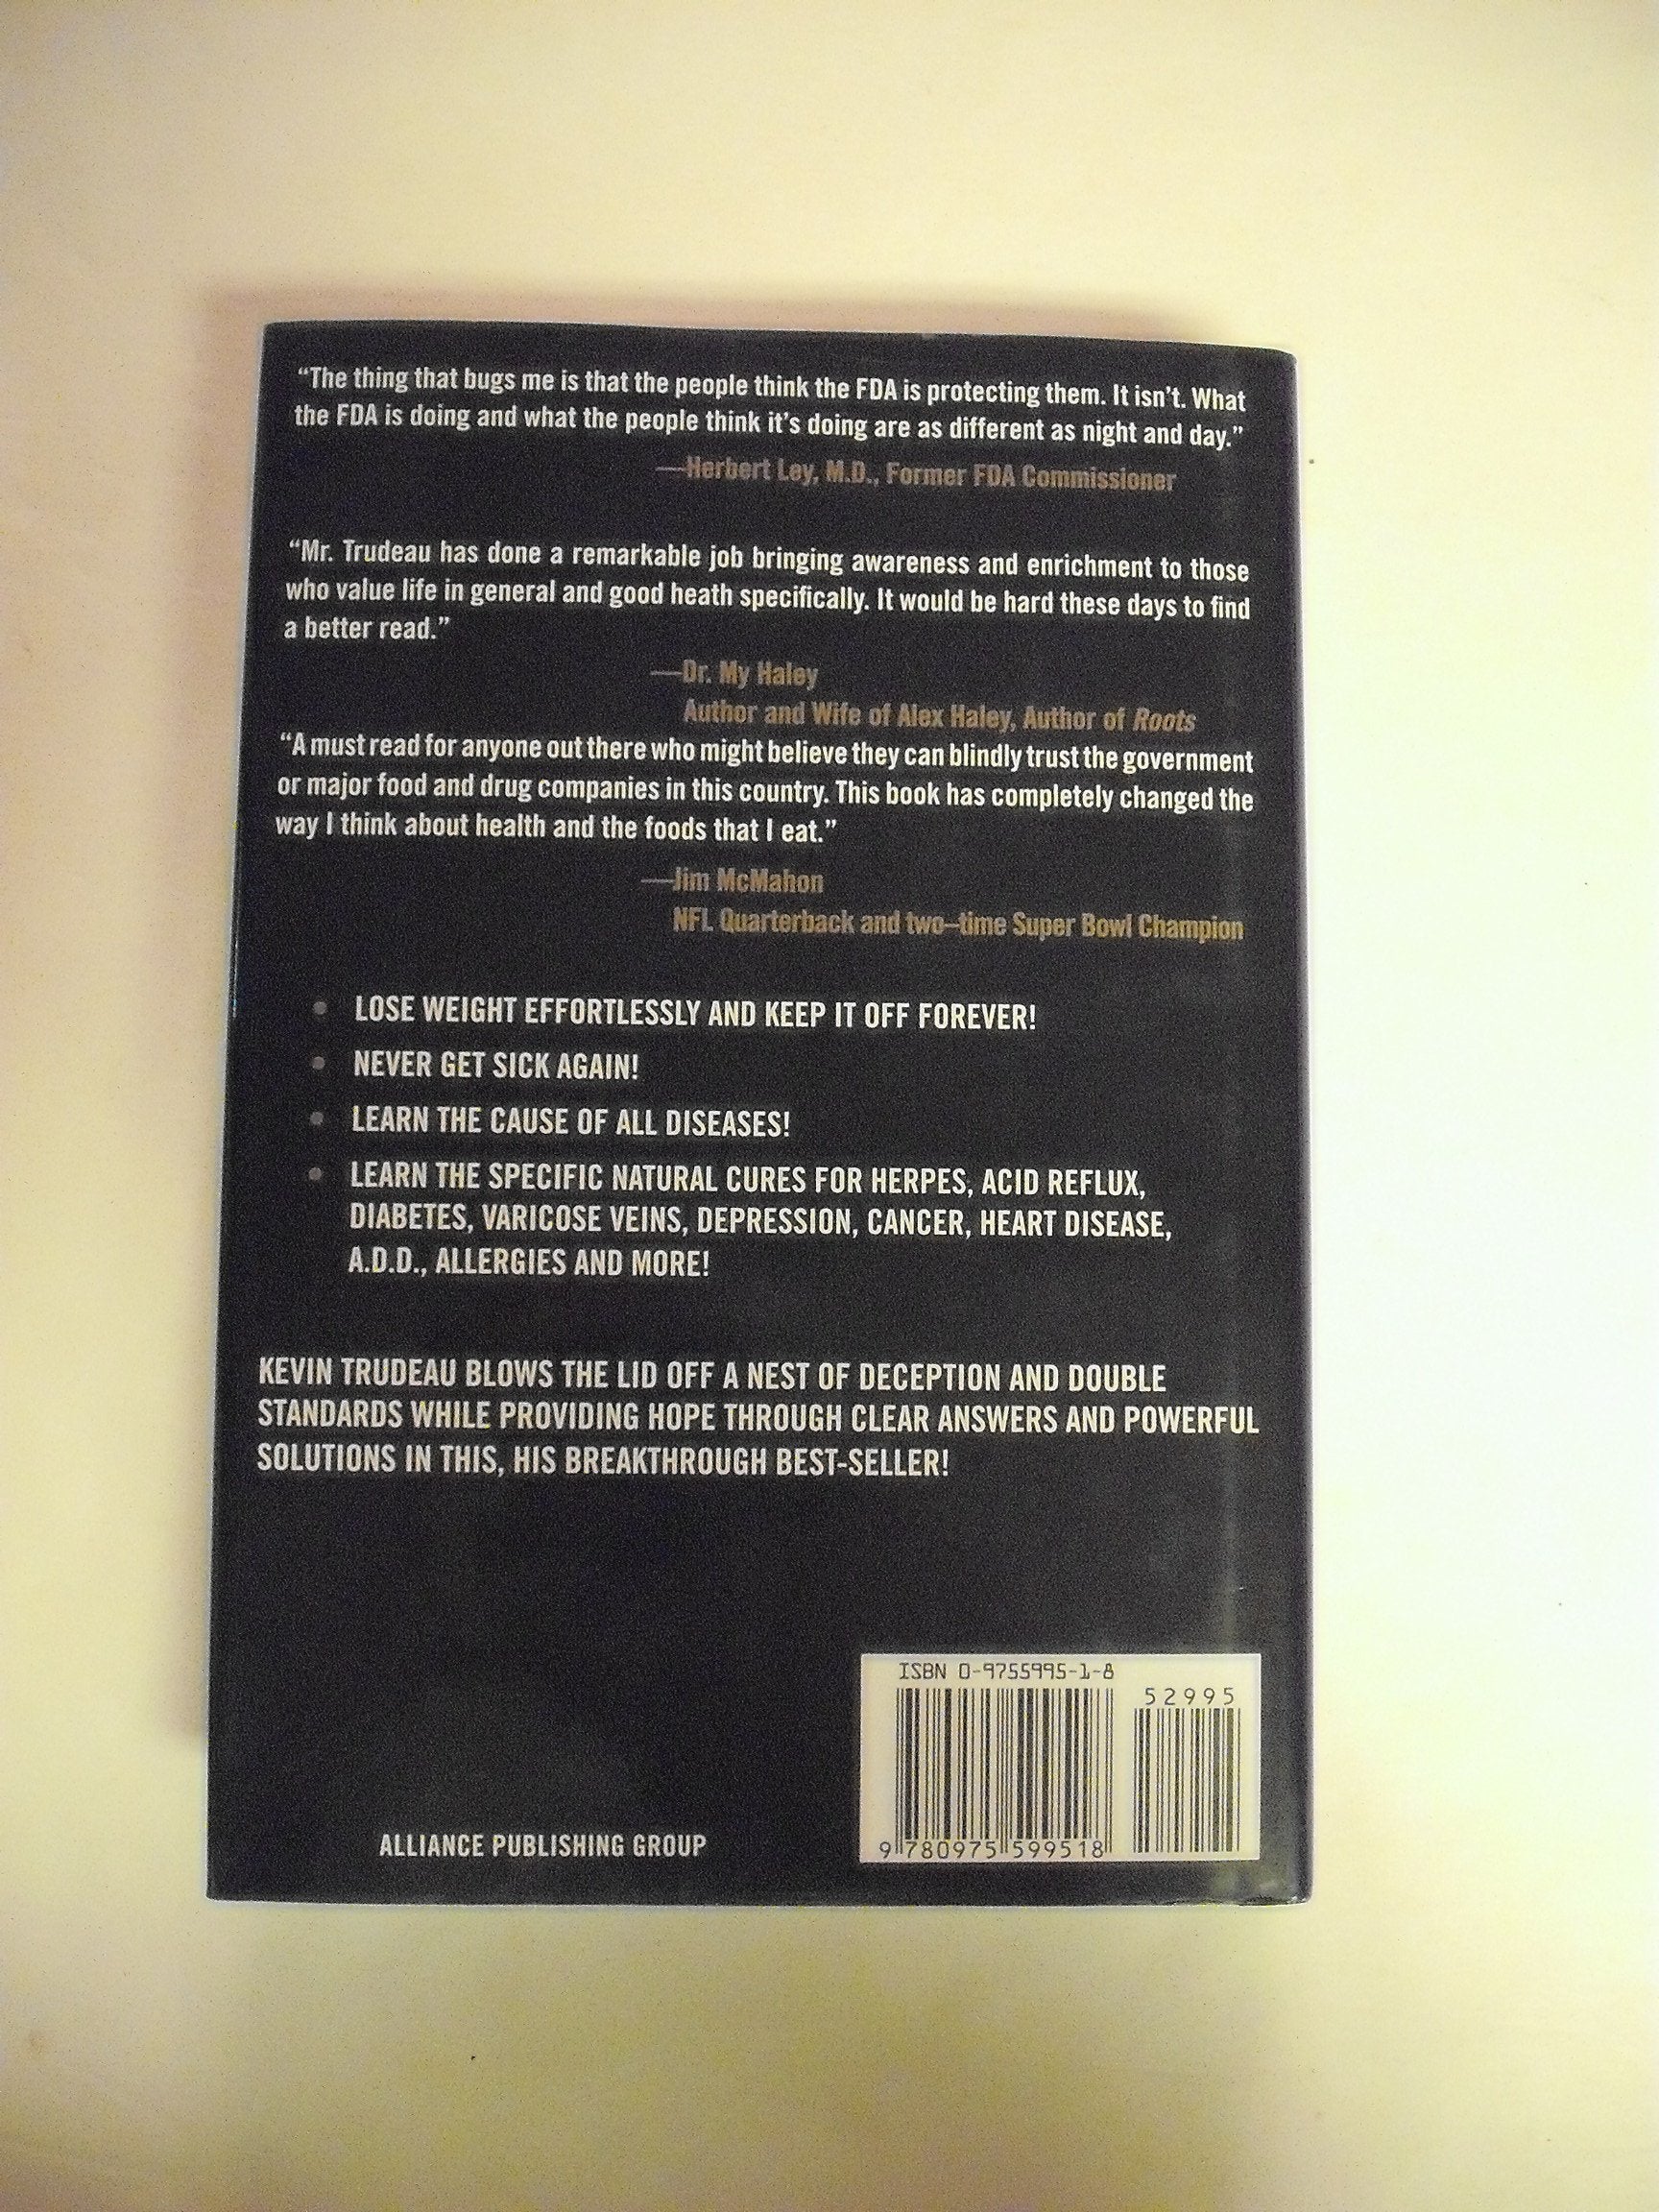 “The thing that bugs me is that the people think the FDA is protecting them. It isn’t. What
the FDA is doing and what the people think it’s doing are as different as night and day.”
—Herbert Ley, M.D., Former FDA Commissioner
“Mr. Trudeau has done a remarkable job bringing awareness and enrichment to those
who value life in general and good heath specifically. It would be hard these days to find
a better read.”
—Dr. My Haley
Author and Wife of Alex Haley, Author of Roots
“A must read for anyone out there who might believe they can blindly trust the government
or major food and drug companies in this country. This book has completely changed the
way I think about health and the foods that I eat.”
—Jim McMahon
NFL Quarterback and two–time Super Bowl Champion
• LOSE WEIGHT EFFORTLESSLY AND KEEP IT OFF FOREVER!
• NEVER GET SICK AGAIN!
• LEARN THE CAUSE OF ALL DISEASES!
• LEARN THE SPECIFIC NATURAL CURES FOR HERPES, ACID REFLUX,
DIABETES, VARICOSE VEINS, DEPRESSION, CANCER, HEART DISEASE,
A.D.D., ALLERGIES AND MORE!
KEVIN TRUDEAU BLOWS THE LID OFF A NEST OF DECEPTION AND DOUBLE
STANDARDS WHILE PROVIDING HOPE THROUGH CLEAR ANSWERS AND POWERFUL
SOLUTIONS IN THIS, HIS BREAKTHROUGH BEST-SELLER!
ISBN 0-9755995-1-8
52995
9 780975 599518
ALLIANCE PUBLISHING GROUP